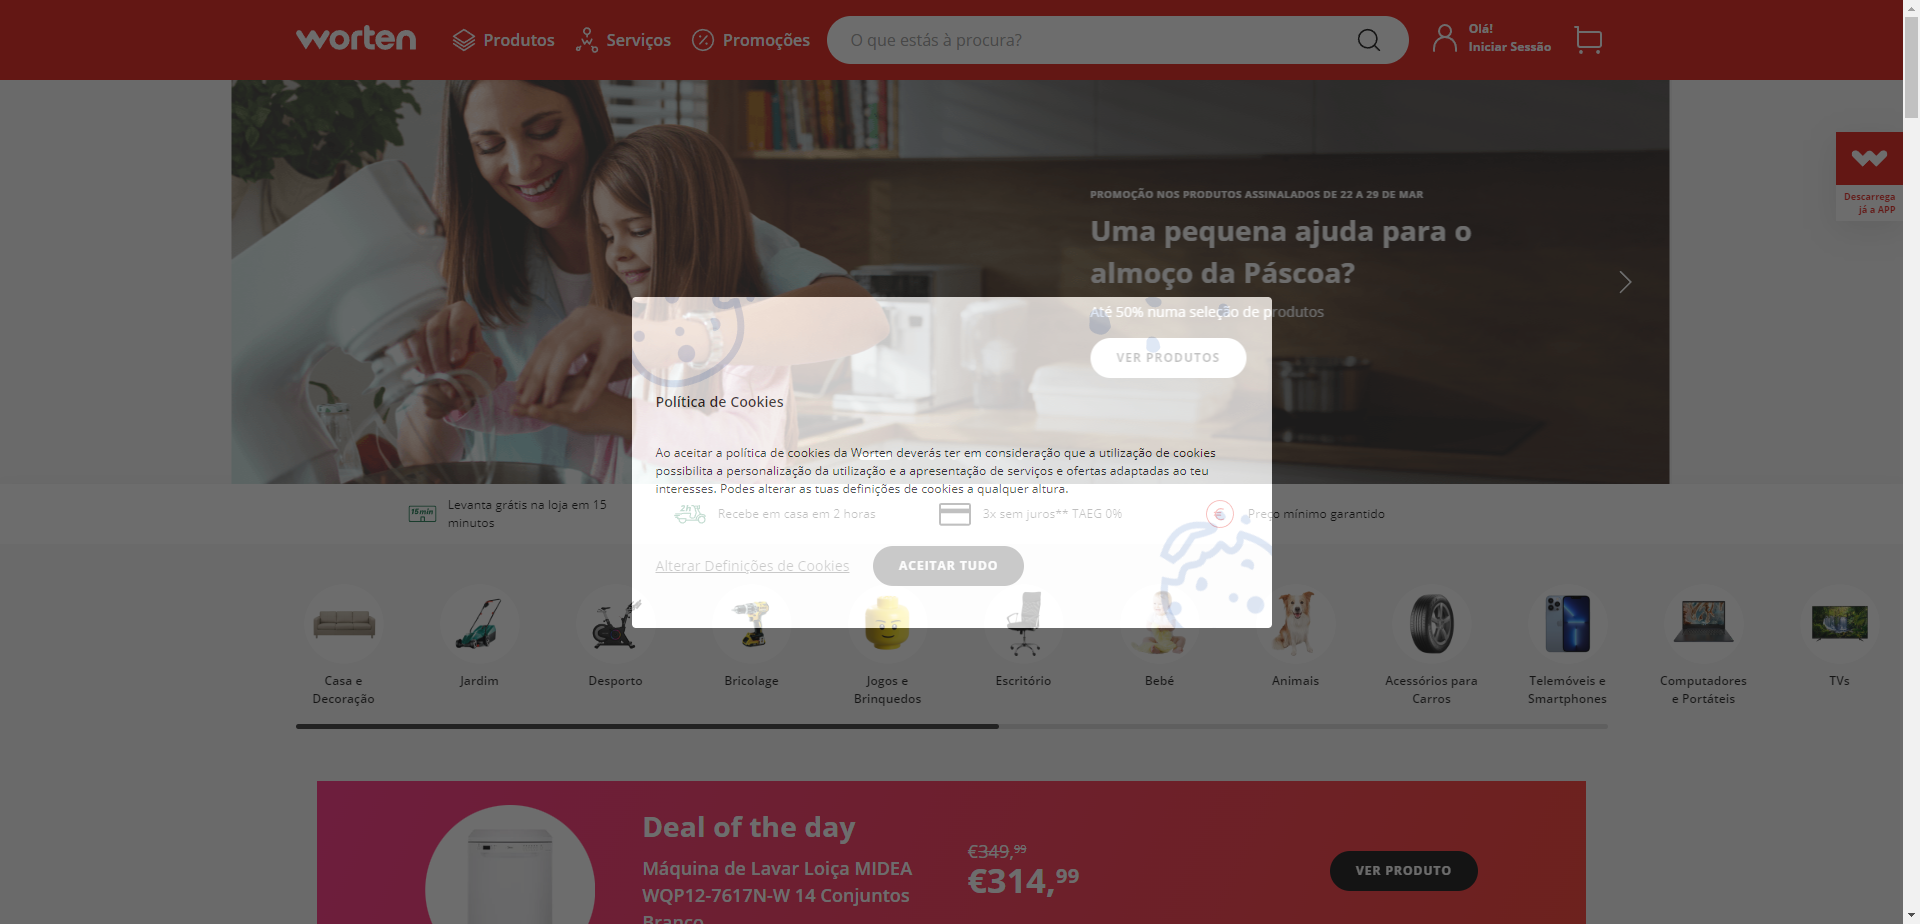 worten
Produtos
Serviços
Promoções
O que estás à procura?
Olá!
Iniciar Sessão
Descarrega
já a APP
PROMOÇÃO NOS PRODUTOS ASSINALADOS DE 22 A 29 DE MAR
Uma pequena ajuda para o
almoço da Páscoa?
Até 50% numa seleção de produtos
VER PRODUTOS
Política de Cookies
Ao aceitar a política de cookies da Worten deverás ter em consideração que a utilização de cookies
possibilita a personalização da utilização e a apresentação de serviços e ofertas adaptadas ao teu
interesses. Podes alterar as tuas definições de cookies a qualquer altura.
Alterar Definições de Cookies
ACEITAR TUDO
15min
Levanta grátis na loja em 15
minutos
2h
Recebe em casa em 2 horas
3x sem juros** TAEG 0%
€
Preço mínimo garantido
Casa e
Decoração
Jardim
Desporto
Bricolage
Jogos e
Brinquedos
Escritório
Bebé
Animais
Acessórios para
Carros
Telemóveis e
Smartphones
Computadores
e Portáteis
TVs
Deal of the day
Máquina de Lavar Loiça MIDEA
WQP12-7617N-W 14 Conjuntos
Branco
€349,99
€314,99
VER PRODUTO